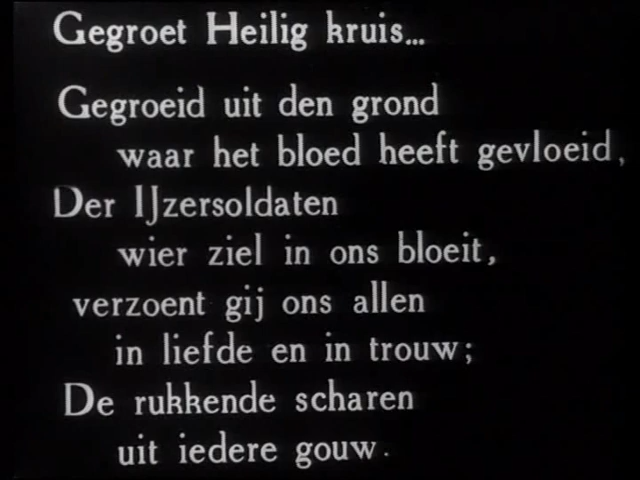 Gegroet Heilig kruis...
Gegroeid uit den grond
waar het bloed heeft gevloeid,
Der IJzersoldaten
wier ziel in ons bloeit,
verzoent gij ons allen
in liefde en in trouw;
De rukkende scharen
uit iedere gouw.